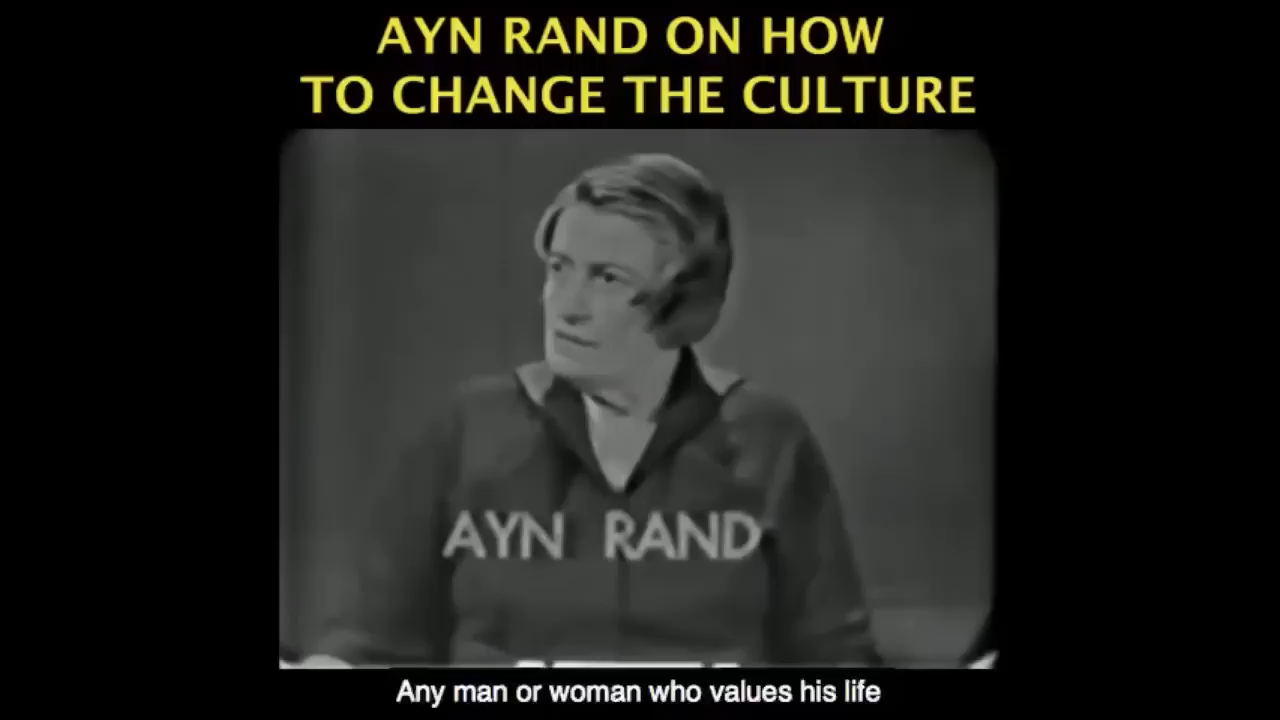 AYN RAND ON HOW
TO CHANGE THE CULTURE
AYN RAND
Any man or woman who values his life